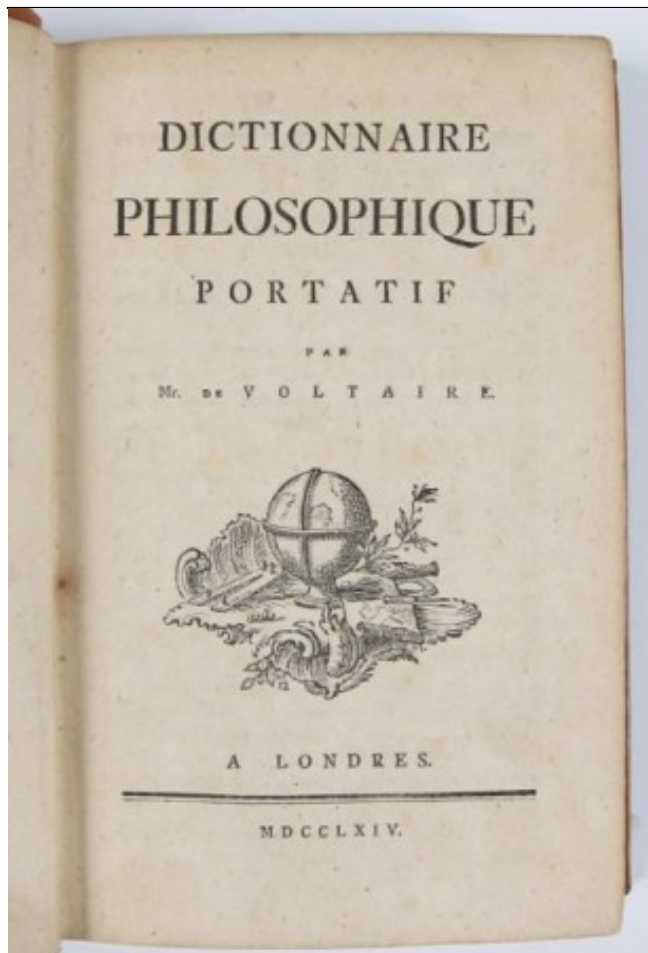 DICTIONNAIRE
PHILOSOPHIQUE
PORTATIF
PAR
Mr. DE VOLTAIRE.
A LONDRES.
MDCCLXIV.